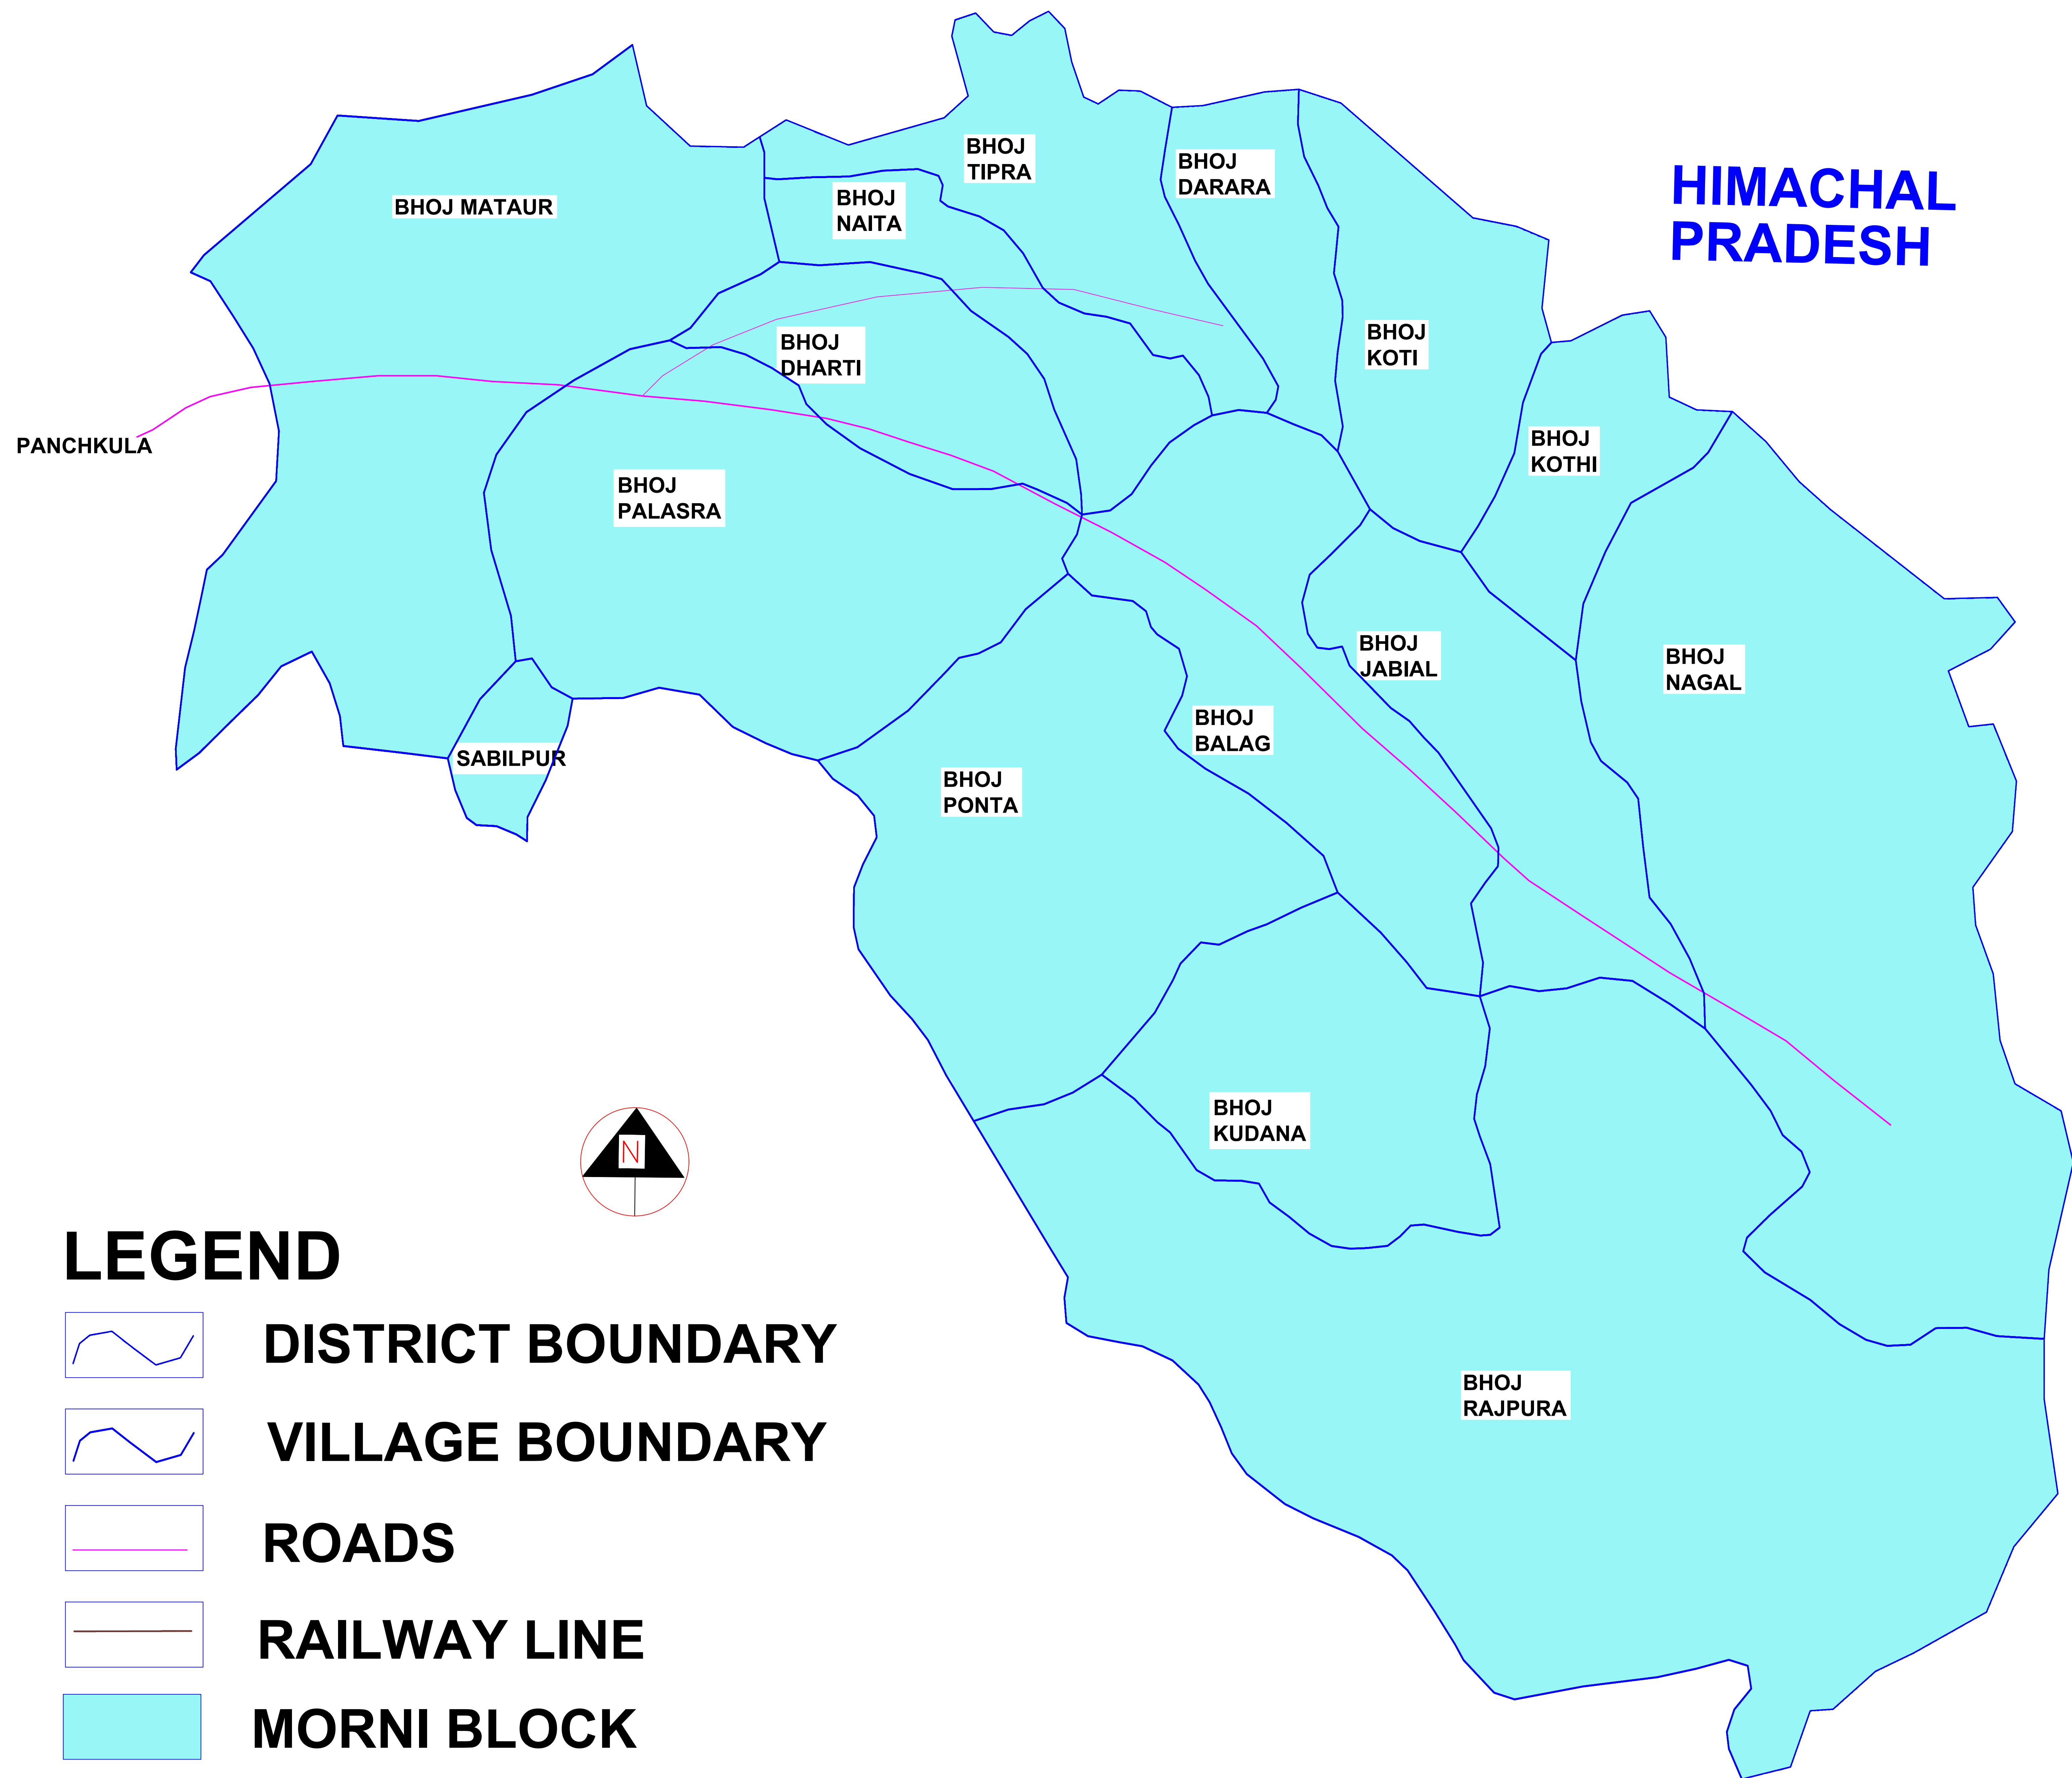 BHOJ
TIPRA
BHOJ
DARARA
HIMACHAL
PRADESH
BHOJ MATAUR
BHOJ
NAITA
BHOJ
DHARTI
BHOJ
KOTI
PANCHKULA
BHOJ
KOTHI
BHOJ
PALASRA
BHOJ
JABIAL
BHOJ
NAGAL
BHOJ
BALAG
SABILPUR
BHOJ
PONTA
BHOJ
KUDANA
N
BHOJ
RAJPURA
LEGEND
DISTRICT BOUNDARY
VILLAGE BOUNDARY
ROADS
RAILWAY LINE
MORNI BLOCK